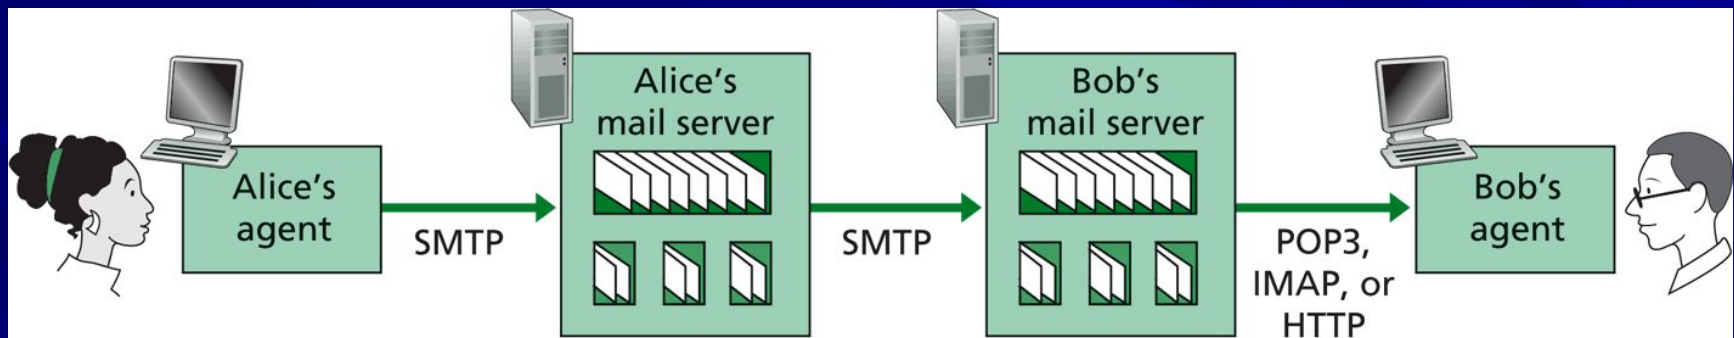 Alice's
agent
SMTP
Alice's
mail server
SMTP
Bob's
mail server
POP3,
IMAP, or
HTTP
Bob's
agent